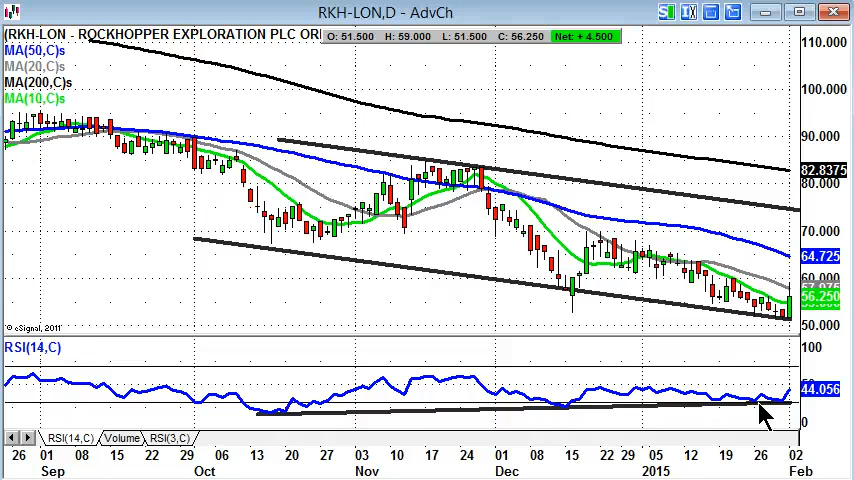 RKH-LON,D - AdvCh
(RKH-LON - ROCKHOPPER EXPLORATION PLC ORI
O: 51.500 H: 59.000 L: 51.500 C: 56.250 Net: + 4.500
MA(50,C)s
MA(20,C)s
MA(200,C)s
MA(10,C)s
110.000
100.000
90.000
82.8375
80.000
70.000
64.725
60.000
56.250
50.000
© eSignal, 2011
RSI(14,C)
100
44.056
0
RSI(14,C) Volume RSI(3,C)
26 01 08 15 22 29 06 13 20 27 03 10 17 24 01 08 15 22 29 05 12 19 26 02
Sep Oct Nov Dec 2015 Feb